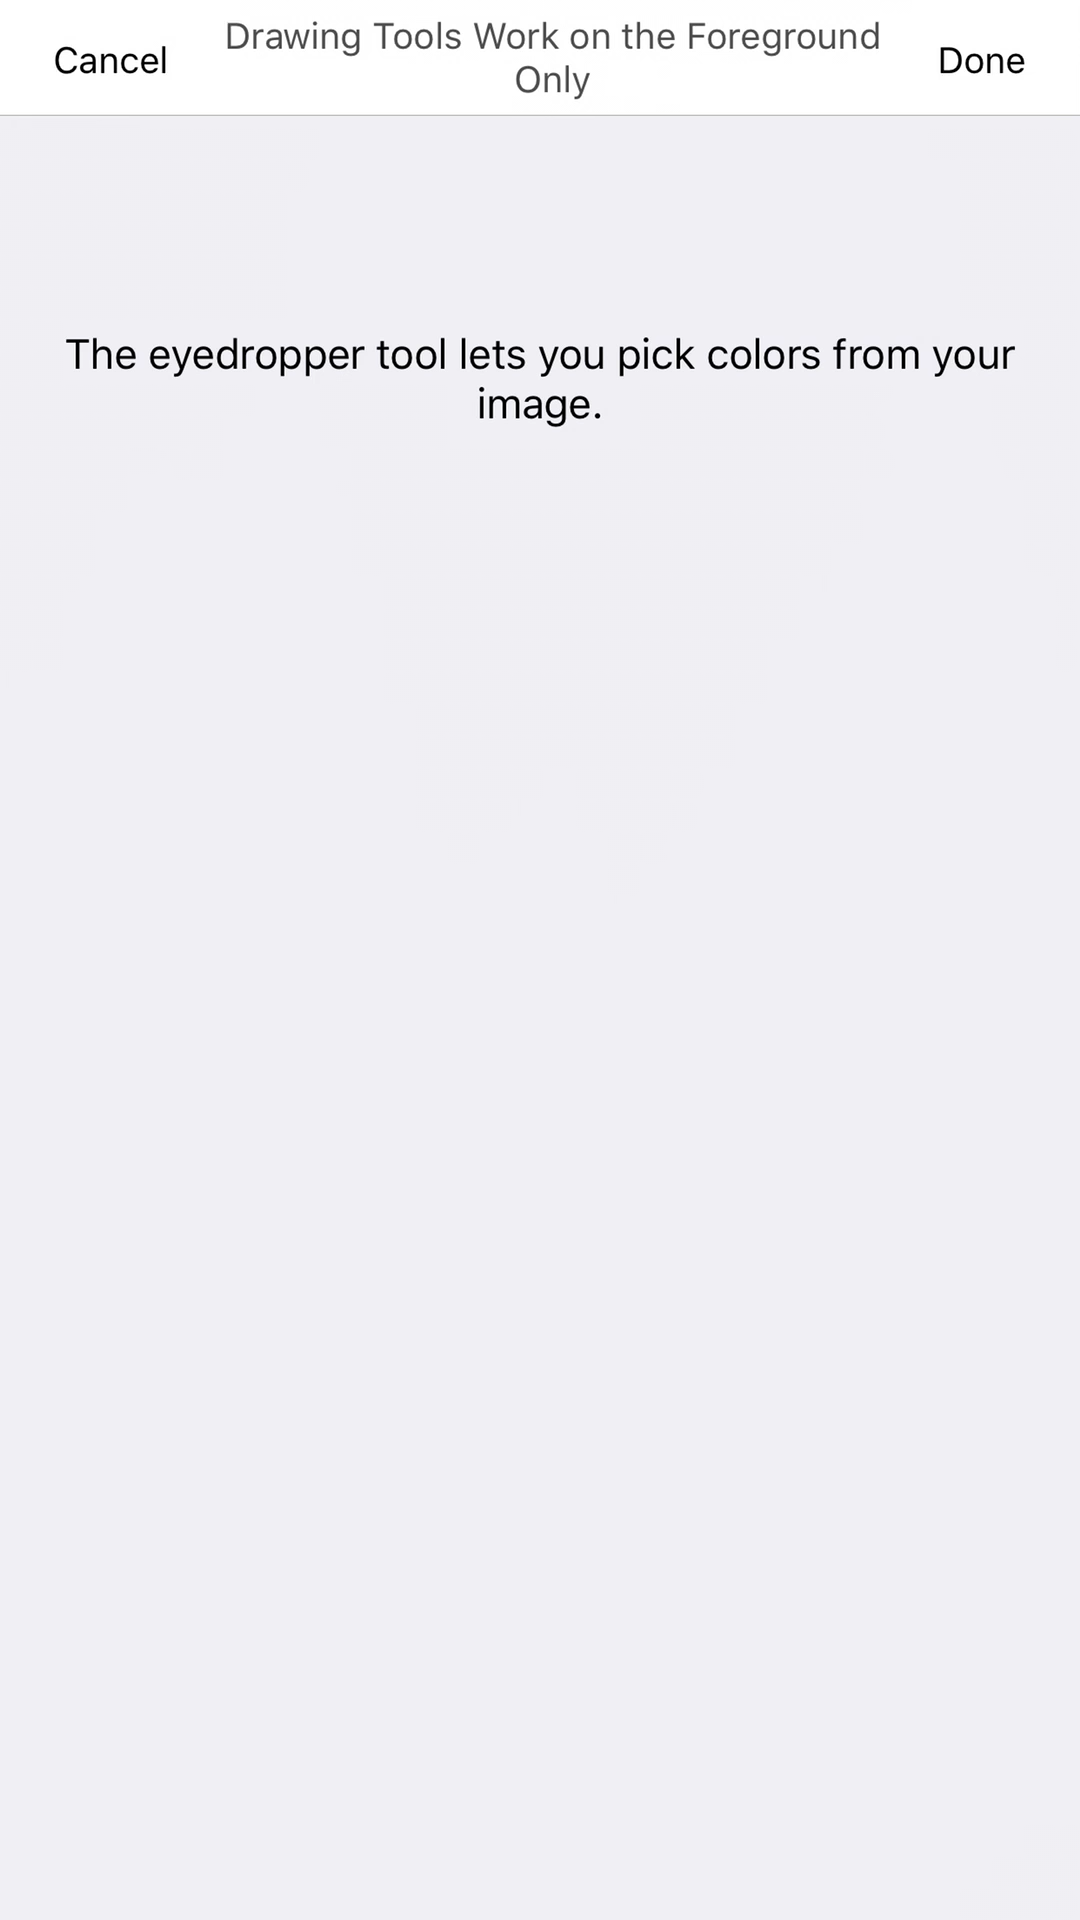 Cancel
Drawing Tools Work on the Foreground
Only
Done
The eyedropper tool lets you pick colors from your
image.